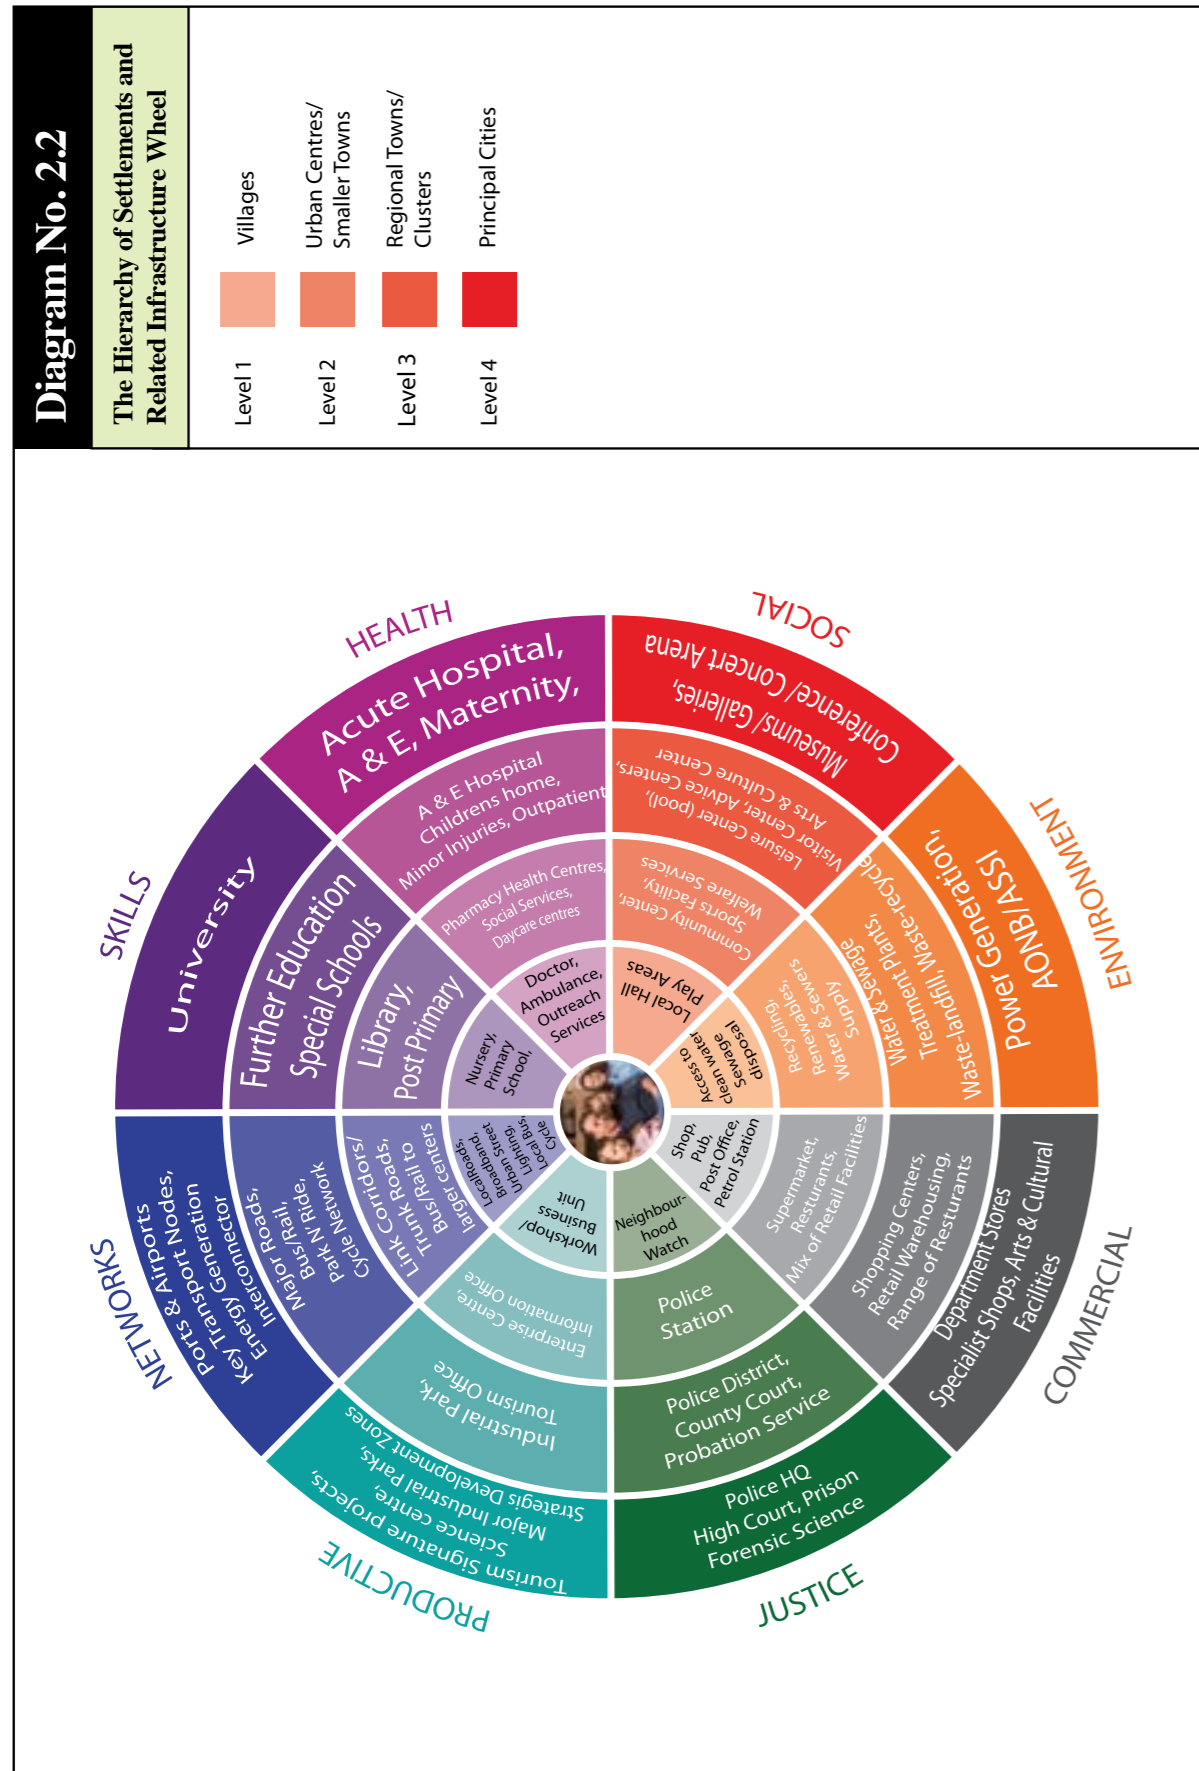 Diagram No. 2.2
The Hierarchy of Settlements and
Related Infrastructure Wheel
Level 1
Villages
Level 2
Urban Centres/
Smaller Towns
Level 3
Regional Towns/
Clusters
Level 4
Principal Cities
HEALTH
Acute Hospital,
A & E, Maternity,
A & E Hospital
Childrens home,
Minor Injuries, Outpatient
Pharmacy Health Centres,
Social Services,
Daycare centres
Doctor,
Ambulance,
Outreach
Services
SOCIAL
Conference/ Concert Arena
Museums/ Galleries,
Visitor Center, Advice Centers,
Leisure Center (pool),
Arts & Culture Center
Community Center,
Sports Facility,
Welfare Services
Local Hall
Play Areas
ENVIRONMENT
Power Generation,
AONB/ASSI
Water & Sewage
Treatment Plants,
Waste-landfill, Waste-recycle
Recycling,
Renewables,
Water & Sewers
Supply
Access to
clean water
Sewage
disposal
COMMERCIAL
Department Stores
Specialist Shops, Arts & Cultural
Facilities
Shopping Centers,
Retail Warehousing,
Range of Resturants
Supermarket,
Resturants,
Mix of Retail Facilities
Shop,
Pub,
Post Office,
Petrol Station
JUSTICE
Police HQ
High Court, Prison
Forensic Science
Police District,
County Court,
Probation Service
Police
Station
Neighbour-
hood
Watch
PRODUCTIVE
Tourism Signature projects,
Science centre,
Major Industrial Parks,
Strategis Development Zones
Industrial Park,
Tourism Office
Enterprise Centre,
Information Office
Workshop/
Business
Unit
NETWORKS
Ports & Airports
Key Transport Nodes,
Energy Generation
Interconnector
Major Roads,
Bus/Rail,
Park N' Ride,
Cycle Network
Link Corridors/
Trunk Roads,
Bus/Rail to
larger centers
LocalRoads,
Broadband,
Urban Street
Lighting,
Local Bus,
Cycle
SKILLS
University
Further Education
Special Schools
Library,
Post Primary
Nursery,
Primary
School,